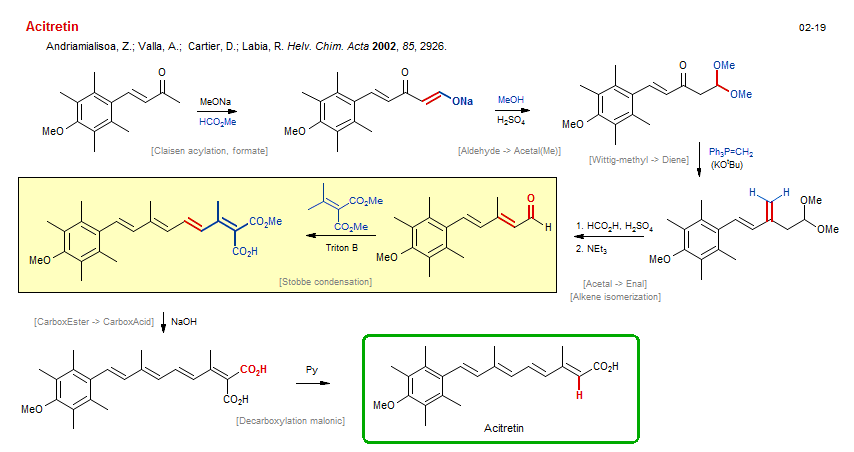 Acitretin
02-19
Andriamialisoa, Z.; Valla, A.; Cartier, D.; Labia, R. Helv. Chim. Acta 2002, 85, 2926.
O
MeO
MeONa
HCO₂Me
[Claisen acylation, formate]
O
ONa
MeO
MeOH
H₂SO₄
[Aldehyde -> Acetal(Me)]
O
OMe
OMe
MeO
[Wittig-methyl -> Diene]
Ph₃P=CH₂
(KOᵗBu)
H
H
OMe
OMe
MeO
1. HCO₂H, H₂SO₄
2. NEt₃
[Acetal -> Enal]
[Alkene isomerization]
O
H
MeO
CO₂Me
CO₂Me
Triton B
[Stobbe condensation]
CO₂Me
CO₂H
MeO
[CarboxEster -> CarboxAcid]
NaOH
CO₂H
CO₂H
MeO
Py
[Decarboxylation malonic]
CO₂H
H
MeO
Acitretin